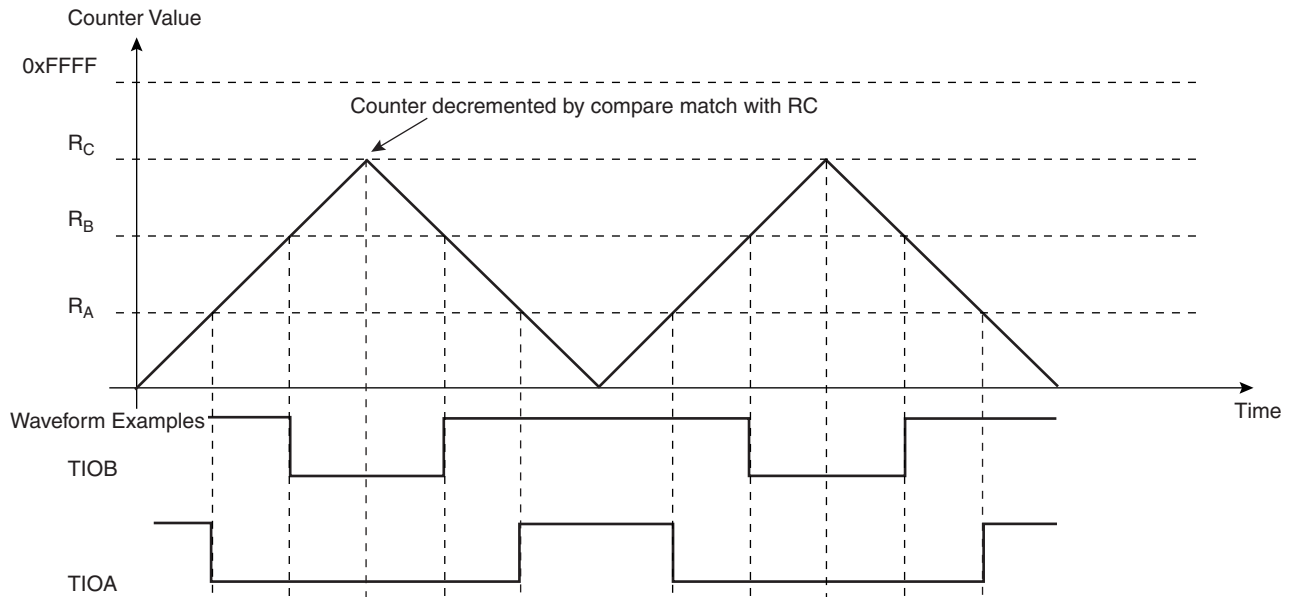 Counter Value
0xFFFF
Counter decremented by compare match with RC
RC
RB
RA
Time
Waveform Examples
TIOB
TIOA